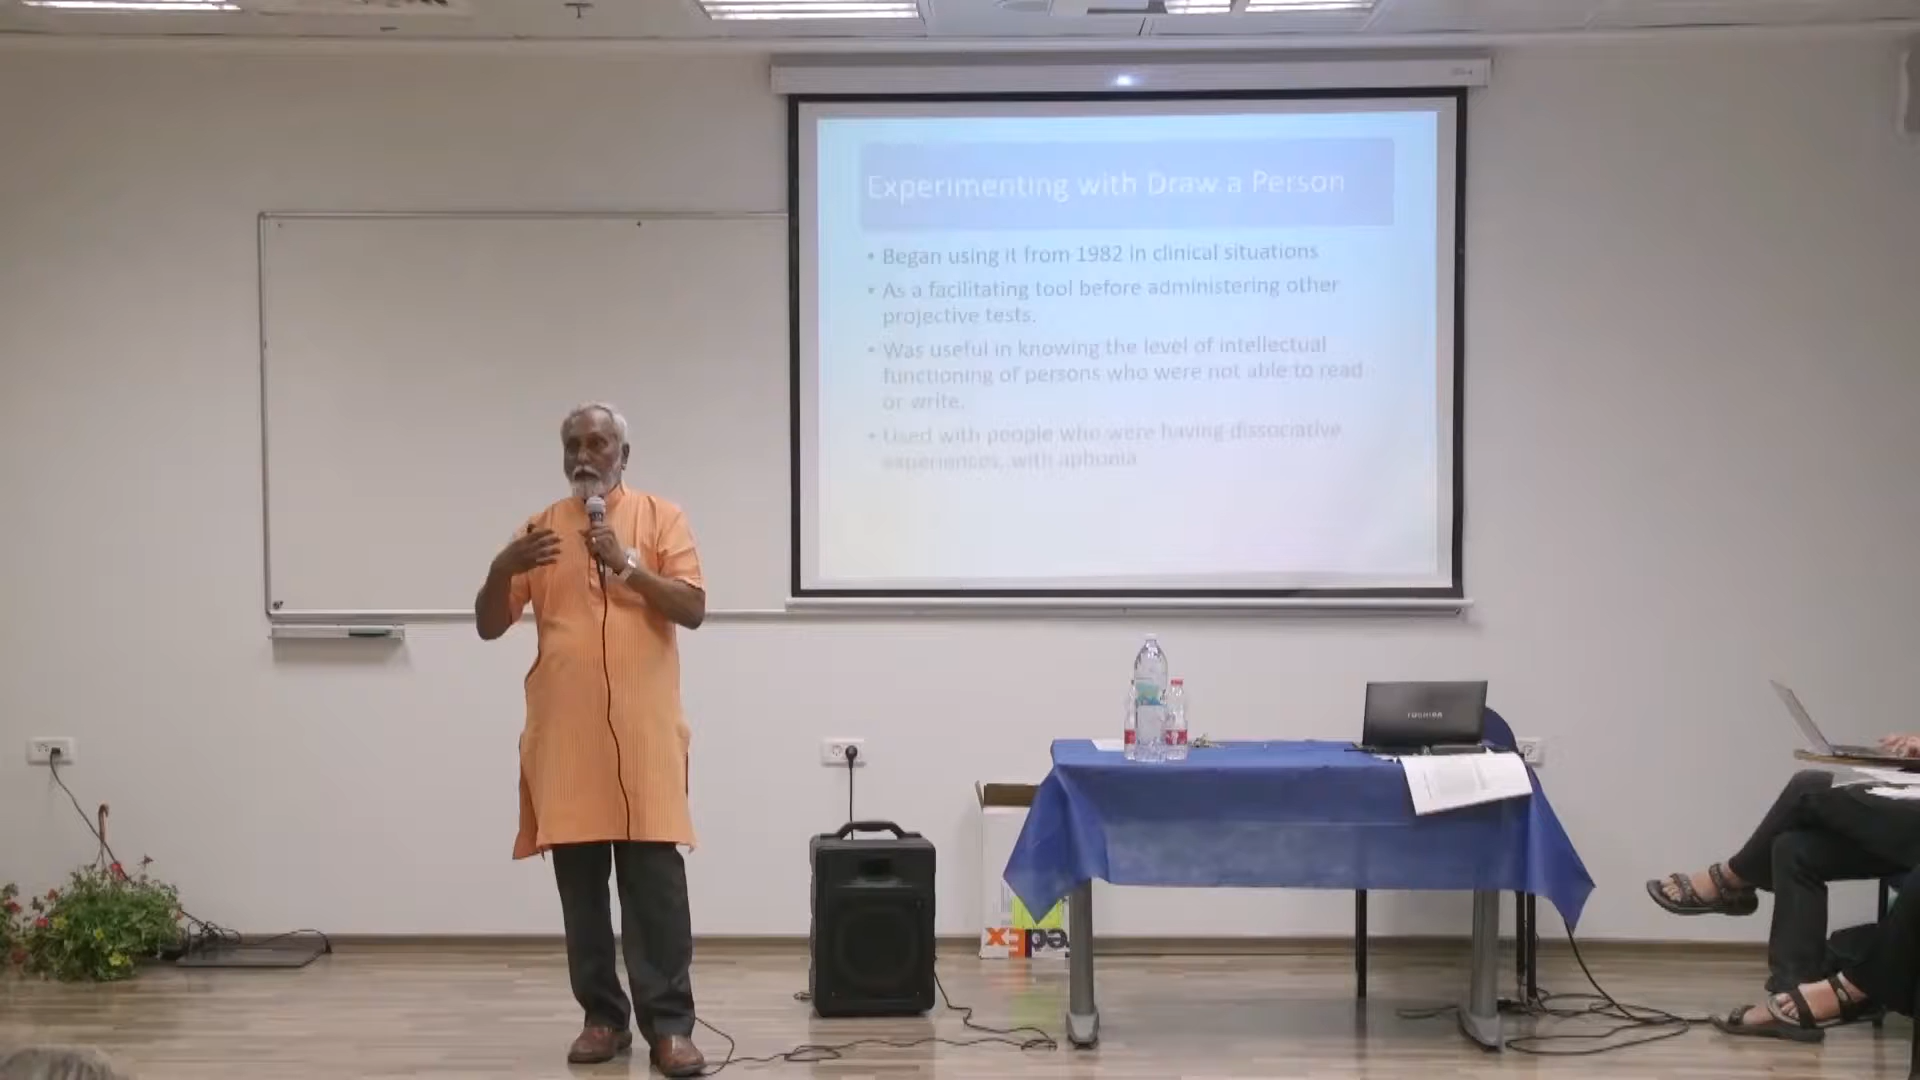 Experimenting with Draw a Person
• Began using it from 1982 in clinical situations
• As a facilitating tool before administering other
projective tests.
• Was useful in knowing the level of intellectual
functioning of persons who were not able to read
or write.
• Used with people who were having dissociative
experiences, with aphonia
TOSHIBA
edEx